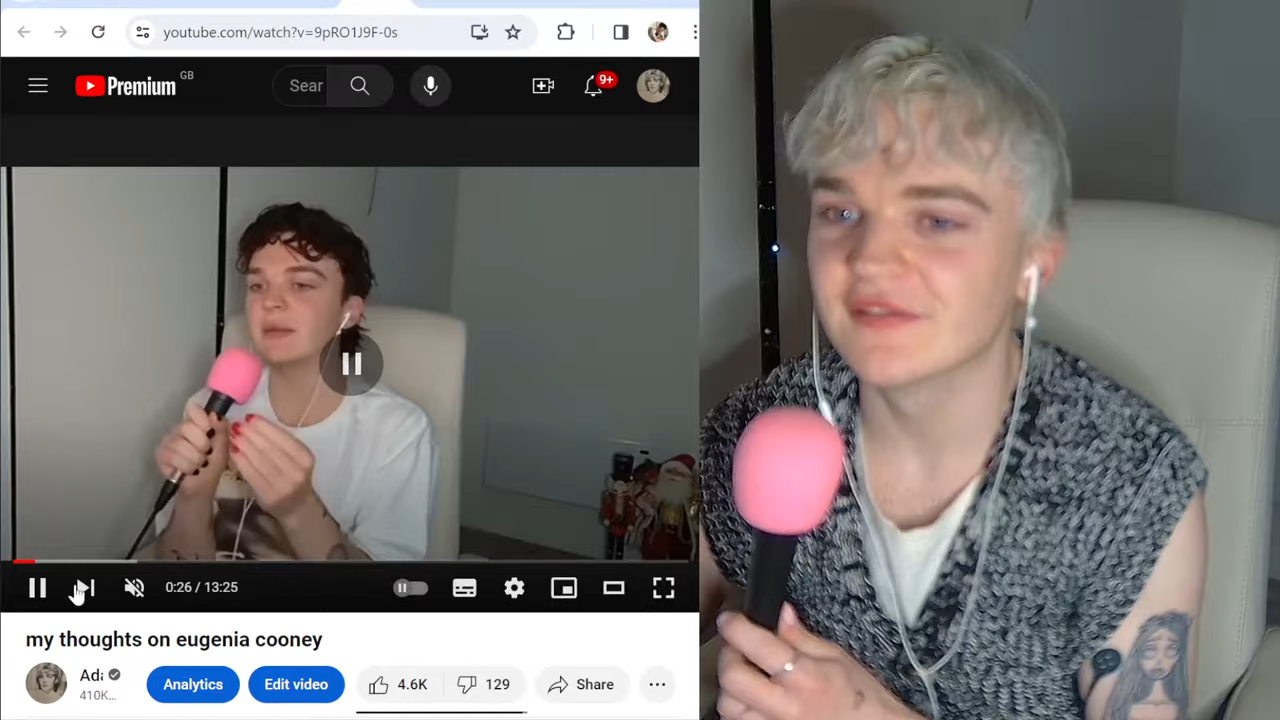 youtube.com/watch?v=9pRO1J9F-0s
Premium GB
Sear
9+
0:26 / 13:25
my thoughts on eugenia cooney
Ada
410K...
Analytics
Edit video
4.6K
129
Share